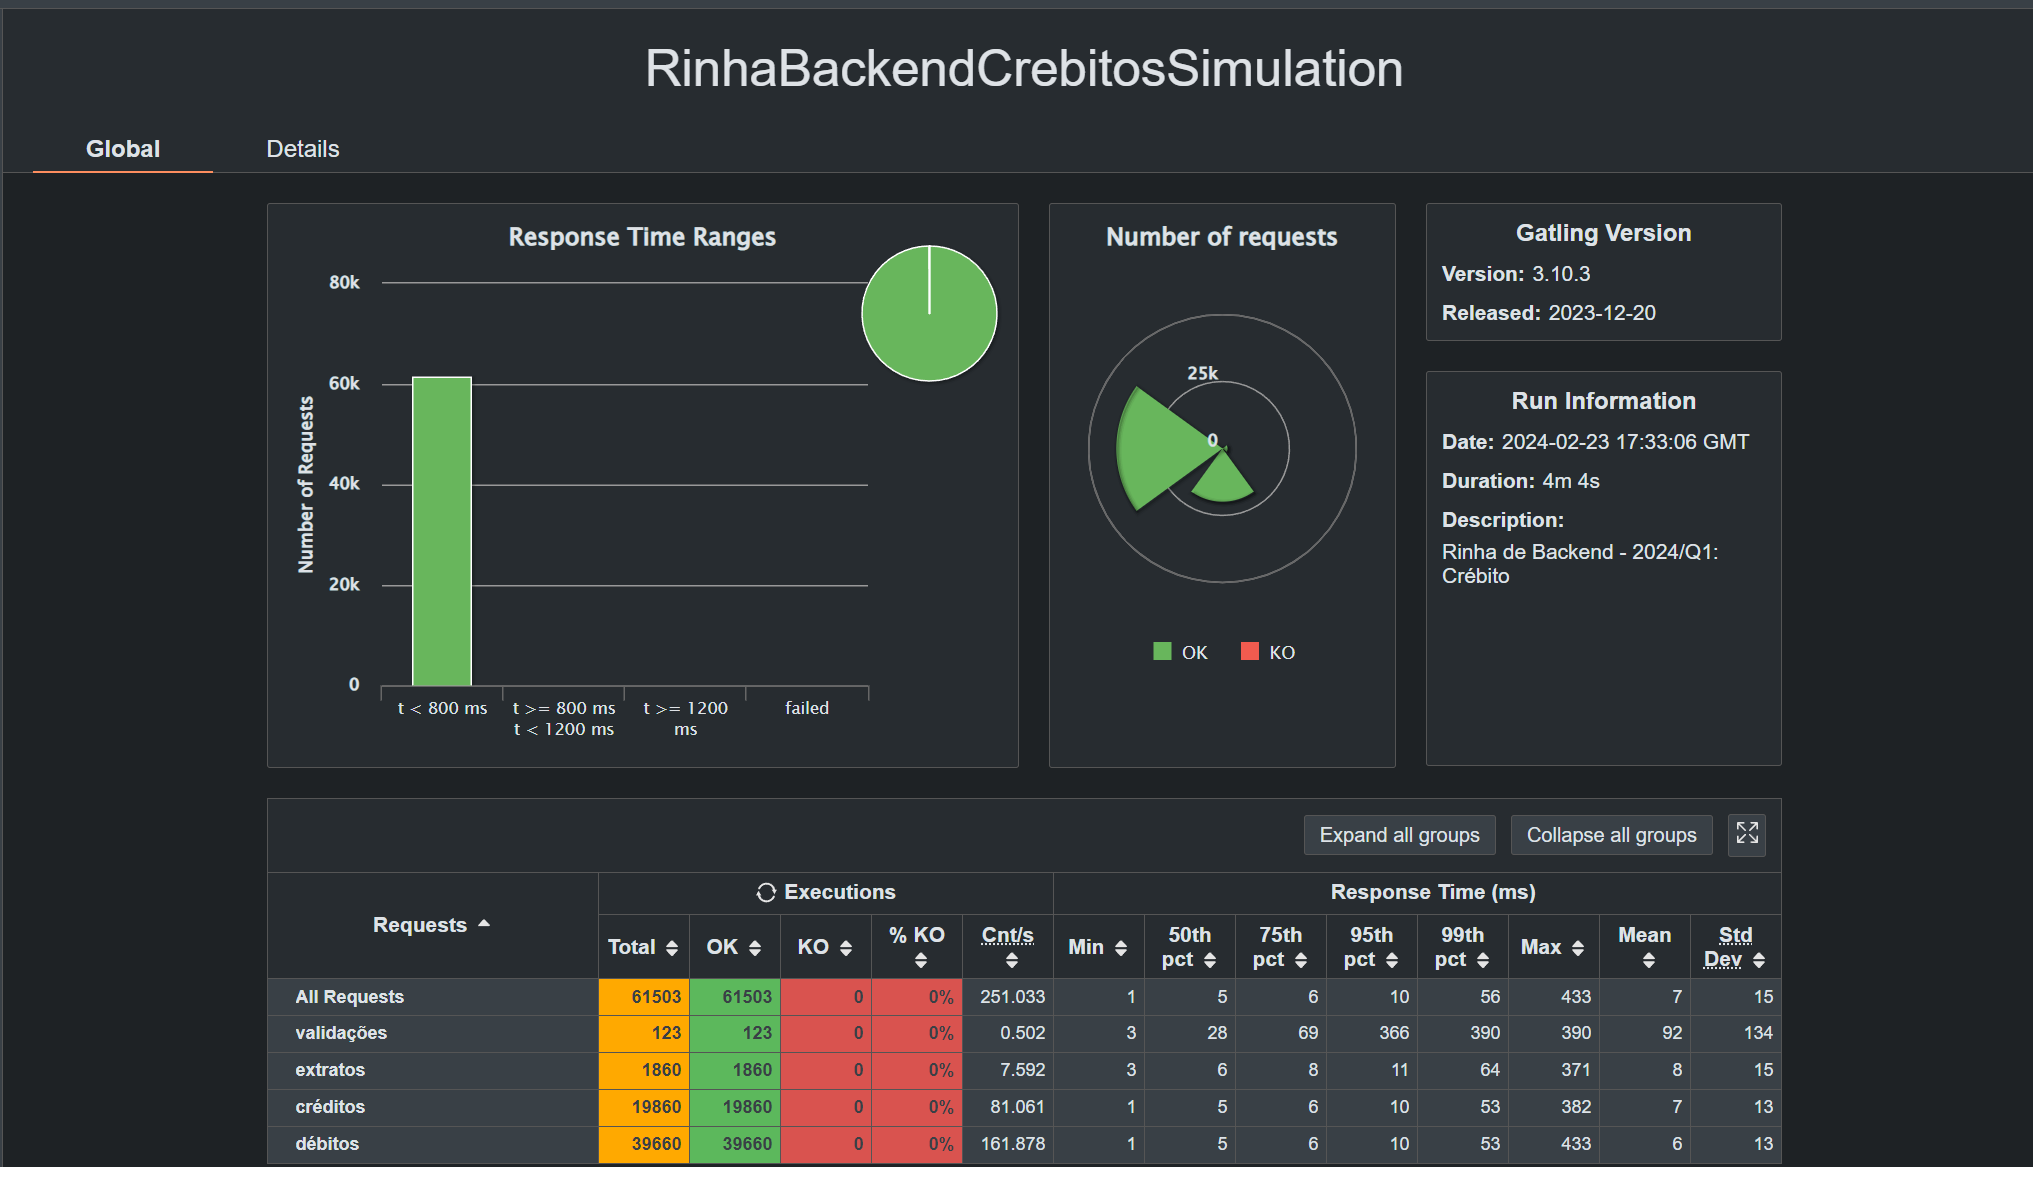 RinhaBackendCrebitosSimulation
Global Details
Response Time Ranges
80k
60k
40k
20k
0
Number of Requests
t < 800 ms
t >= 800 ms
t < 1200 ms
t >= 1200
ms
failed
Number of requests
25k
0
OK KO
Gatling Version
Version: 3.10.3
Released: 2023-12-20
Run Information
Date: 2024-02-23 17:33:06 GMT
Duration: 4m 4s
Description:
Rinha de Backend - 2024/Q1:
Crébito
Expand all groups Collapse all groups
Requests Executions Response Time (ms)
Total OK KO % KO Cnt/s Min 50th pct 75th pct 95th pct 99th pct Max Mean Std Dev
All Requests 61503 61503 0 0% 251.033 1 5 6 10 56 433 7 15
validações 123 123 0 0% 0.502 3 28 69 366 390 390 92 134
extratos 1860 1860 0 0% 7.592 3 6 8 11 64 371 8 15
créditos 19860 19860 0 0% 81.061 1 5 6 10 53 382 7 13
débitos 39660 39660 0 0% 161.878 1 5 6 10 53 433 6 13